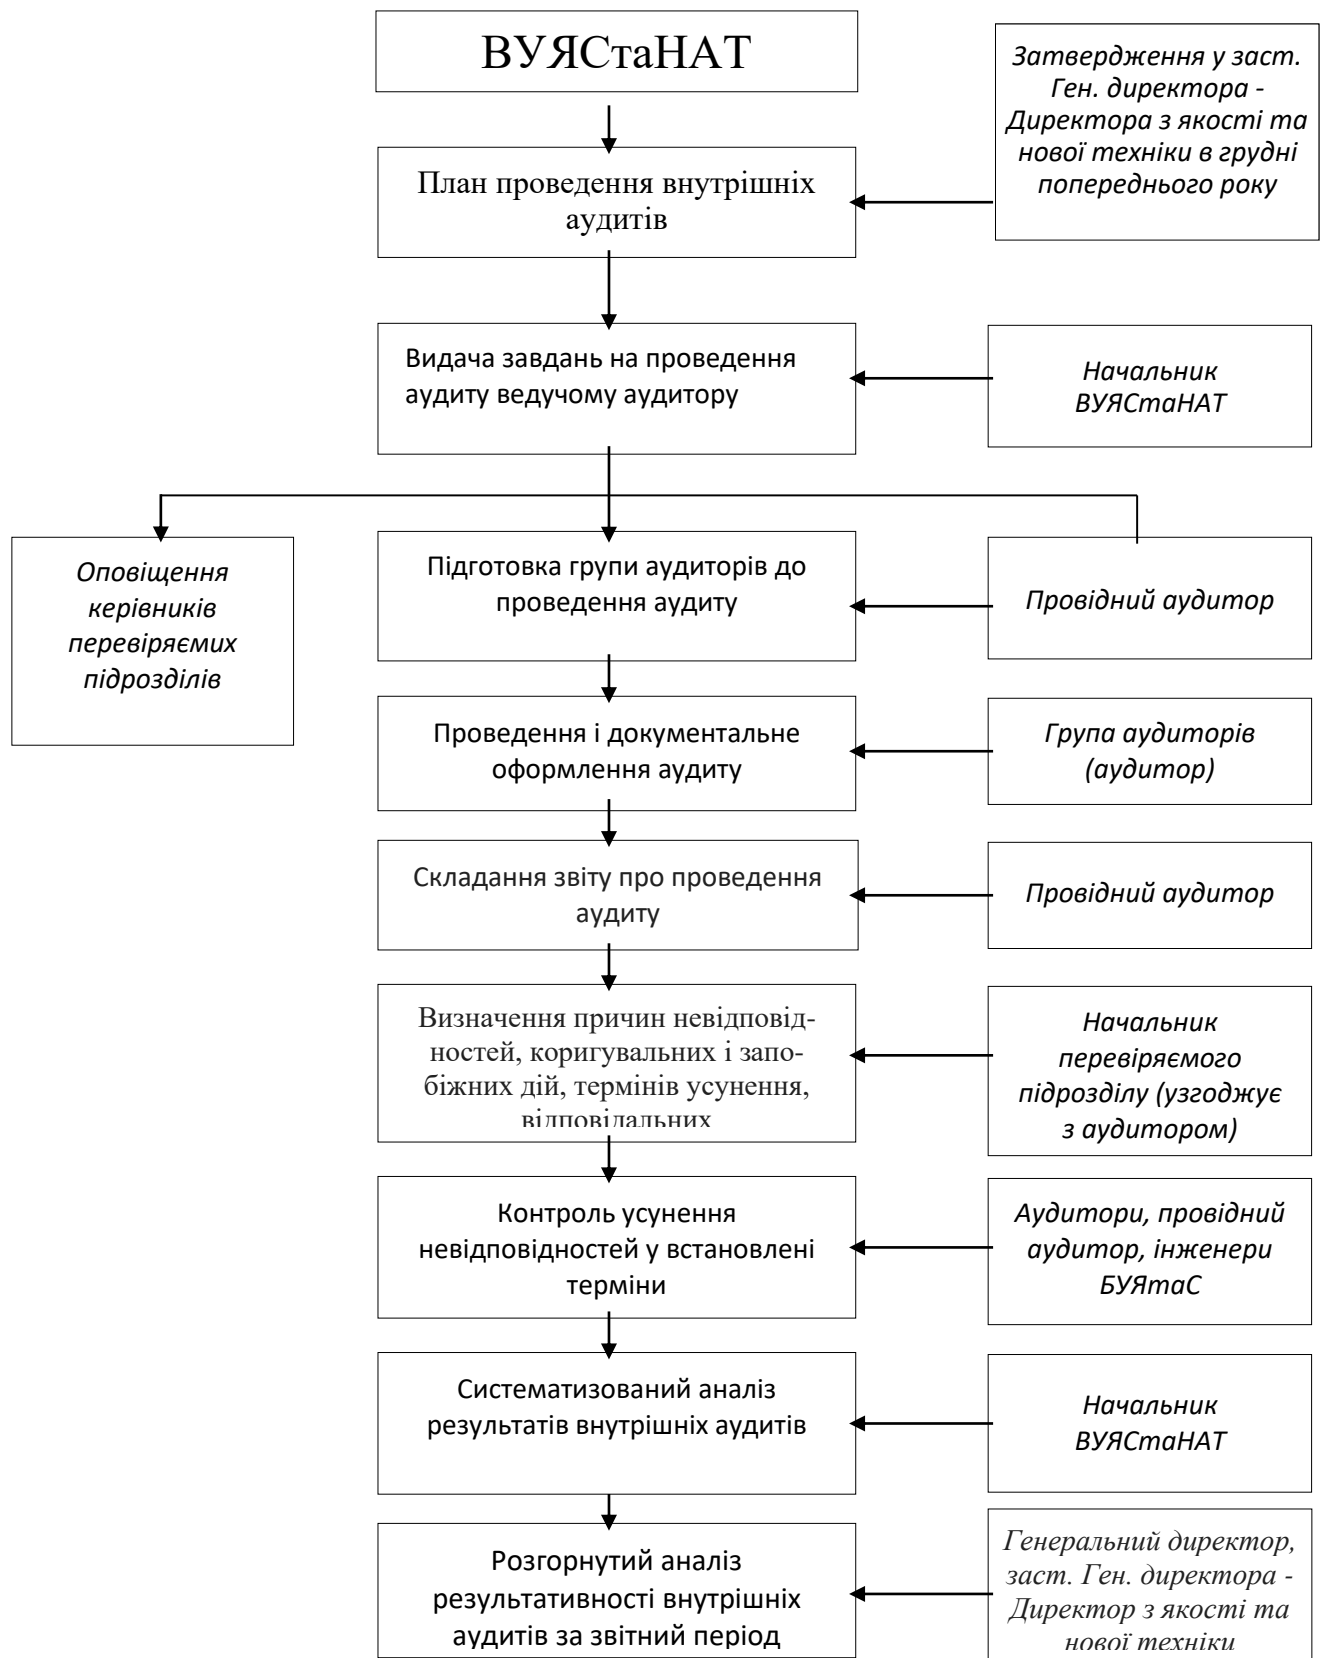 ВУЯСтаНАТ
Затвердження у заст.
Ген. директора -
Директора з якості та
нової техніки в грудні
попереднього року
План проведення внутрішніх
аудитів
Видача завдань на проведення
аудиту ведучому аудитору
Начальник
ВУЯСтаНАТ
Оповіщення
керівників
перевіряємих
підрозділів
Підготовка групи аудиторів до
проведення аудиту
Провідний аудитор
Проведення і документальне
оформлення аудиту
Група аудиторів
(аудитор)
Складання звіту про проведення
аудиту
Провідний аудитор
Визначення причин невідповід-
ностей, коригувальних і запо-
біжних дій, термінів усунення,
відповідальних
Начальник
перевіряємого
підрозділу (узгоджує
з аудитором)
Контроль усунення
невідповідностей у встановлені
терміни
Аудитори, провідний
аудитор, інженери
БУЯтаС
Систематизований аналіз
результатів внутрішніх аудитів
Начальник
ВУЯСтаНАТ
Розгорнутий аналіз
результативності внутрішніх
аудитів за звітний період
Генеральний директор,
заст. Ген. директора -
Директор з якості та
нової техніки